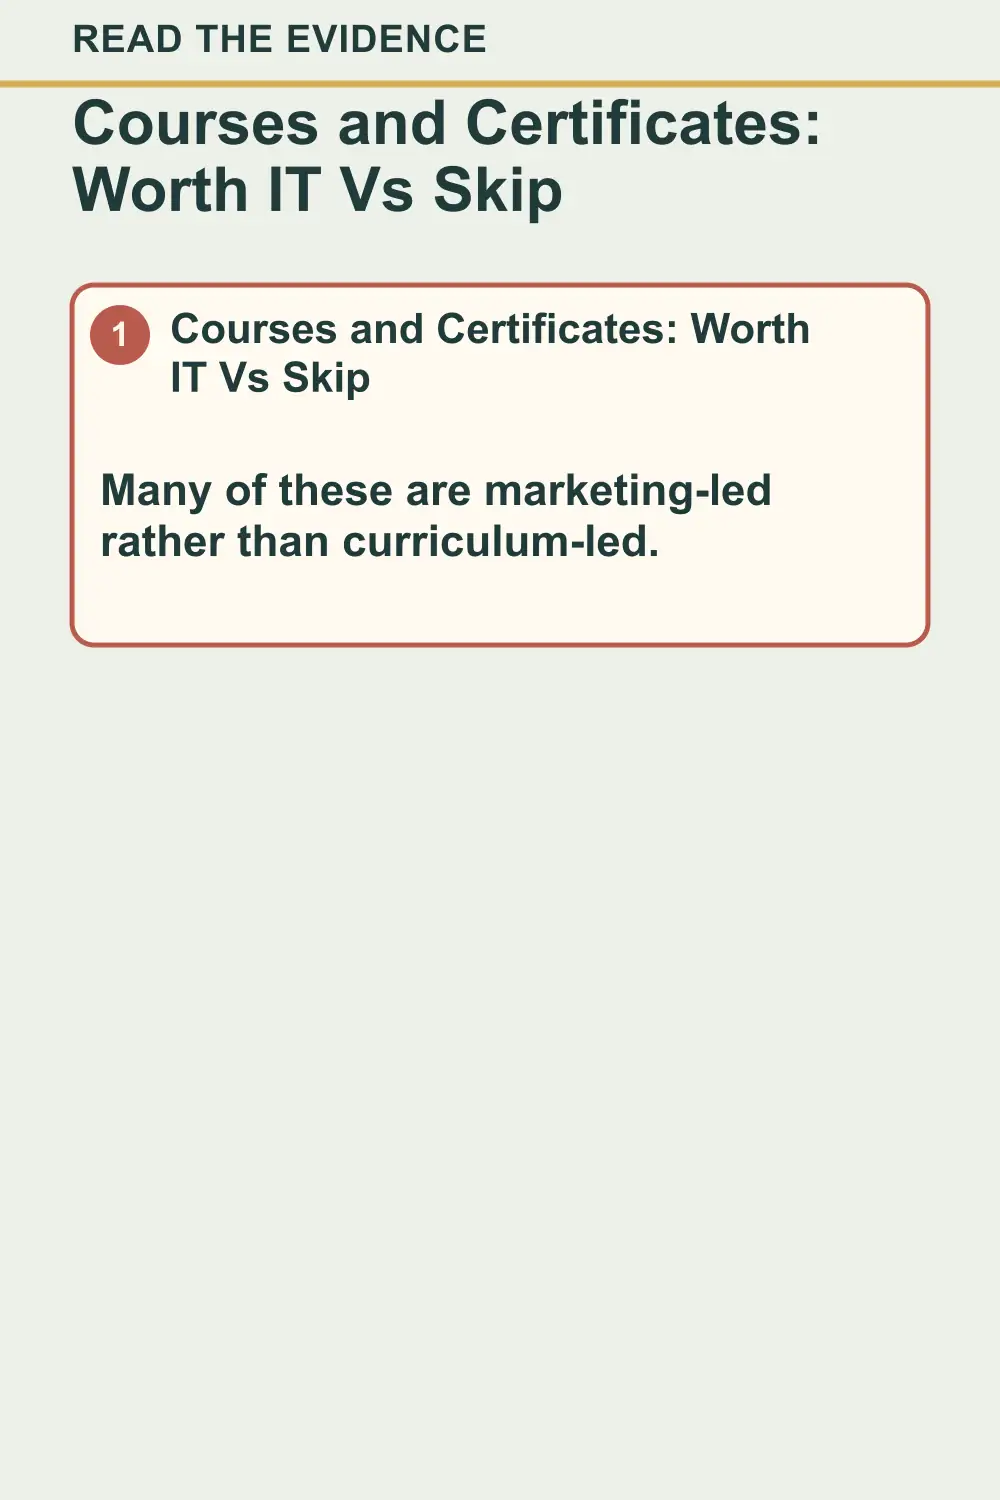 READ THE EVIDENCE
Courses and Certificates:
Worth IT Vs Skip
1
Courses and Certificates: Worth
IT Vs Skip
Many of these are marketing-led
rather than curriculum-led.